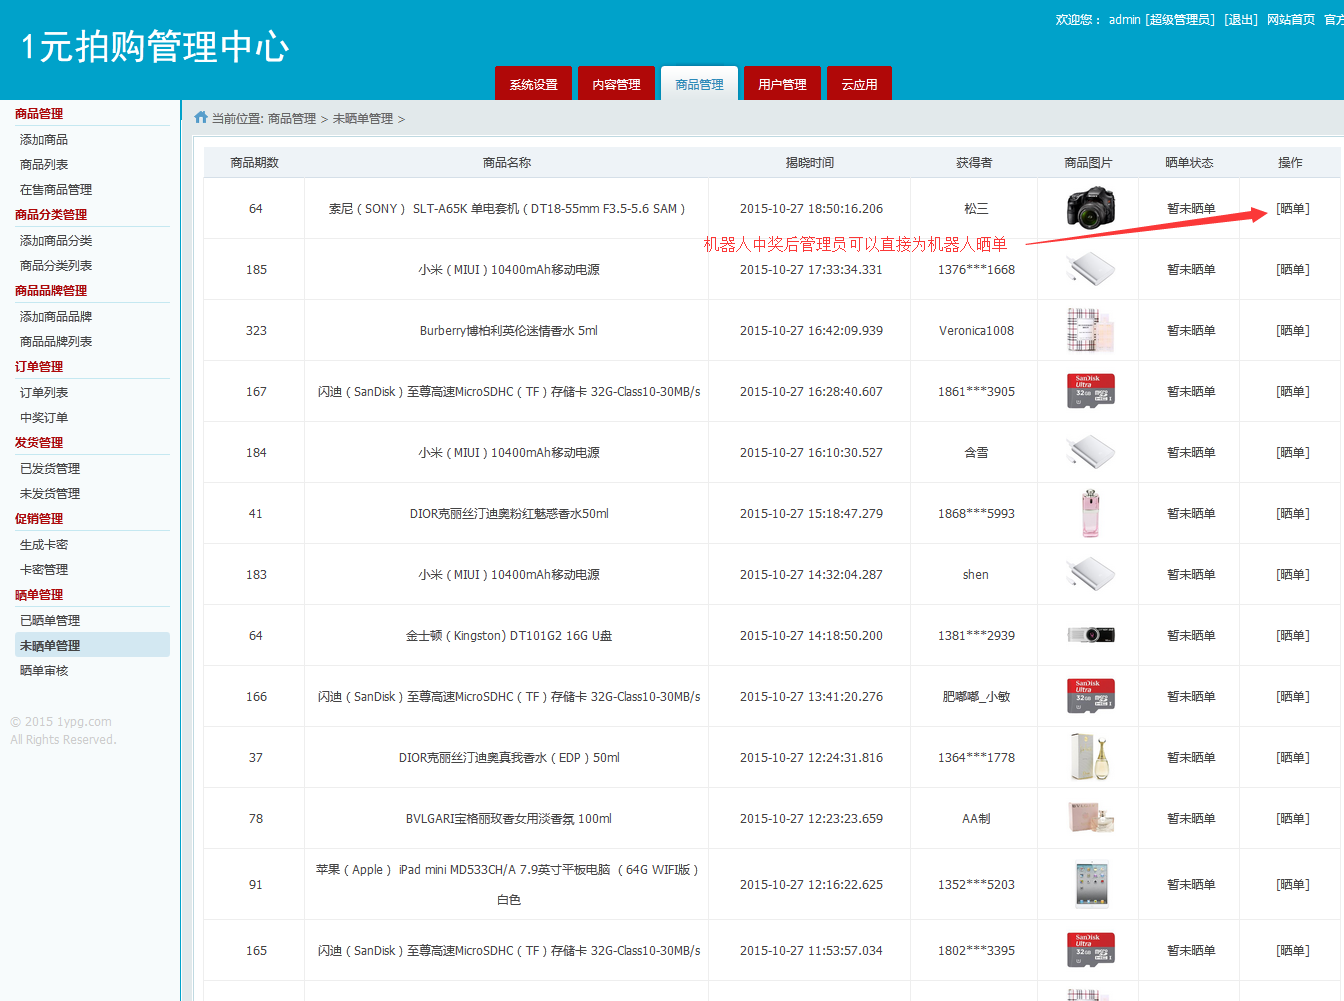 欢迎您： admin [超级管理员] [退出] 网站首页 官方
1元拍购管理中心
系统设置 内容管理 商品管理 用户管理 云应用
商品管理
添加商品
商品列表
在售商品管理
商品分类管理
添加商品分类
商品分类列表
商品品牌管理
添加商品品牌
商品品牌列表
订单管理
订单列表
中奖订单
发货管理
已发货管理
未发货管理
促销管理
生成卡密
卡密管理
晒单管理
已晒单管理
未晒单管理
晒单审核
© 2015 1ypg.com
All Rights Reserved.
当前位置: 商品管理 > 未晒单管理 >
商品期数 商品名称 揭晓时间 获得者 商品图片 晒单状态 操作
64 索尼（SONY） SLT-A65K 单电套机（DT18-55mm F3.5-5.6 SAM） 2015-10-27 18:50:16.206 松三 暂未晒单 [晒单]
机器人中奖后管理员可以直接为机器人晒单
185 小米（MIUI）10400mAh移动电源 2015-10-27 17:33:34.331 1376***1668 暂未晒单 [晒单]
323 Burberry博柏利英伦迷情香水 5ml 2015-10-27 16:42:09.939 Veronica1008 暂未晒单 [晒单]
167 闪迪（SanDisk）至尊高速MicroSDHC（TF）存储卡 32G-Class10-30MB/s 2015-10-27 16:28:40.607 1861***3905 SanDisk Ultra 32GB 暂未晒单 [晒单]
184 小米（MIUI）10400mAh移动电源 2015-10-27 16:10:30.527 含雪 暂未晒单 [晒单]
41 DIOR克丽丝汀迪奥粉红魅惑香水50ml 2015-10-27 15:18:47.279 1868***5993 暂未晒单 [晒单]
183 小米（MIUI）10400mAh移动电源 2015-10-27 14:32:04.287 shen 暂未晒单 [晒单]
64 金士顿（Kingston) DT101G2 16G U盘 2015-10-27 14:18:50.200 1381***2939 暂未晒单 [晒单]
166 闪迪（SanDisk）至尊高速MicroSDHC（TF）存储卡 32G-Class10-30MB/s 2015-10-27 13:41:20.276 肥嘟嘟_小敏 SanDisk Ultra 32GB 暂未晒单 [晒单]
37 DIOR克丽丝汀迪奥真我香水（EDP）50ml 2015-10-27 12:24:31.816 1364***1778 暂未晒单 [晒单]
78 BVLGARI宝格丽玫香女用淡香氛 100ml 2015-10-27 12:23:23.659 AA制 暂未晒单 [晒单]
91 苹果（Apple） iPad mini MD533CH/A 7.9英寸平板电脑 （64G WIFI版）
白色 2015-10-27 12:16:22.625 1352***5203 暂未晒单 [晒单]
165 闪迪（SanDisk）至尊高速MicroSDHC（TF）存储卡 32G-Class10-30MB/s 2015-10-27 11:53:57.034 1802***3395 SanDisk Ultra 32GB 暂未晒单 [晒单]